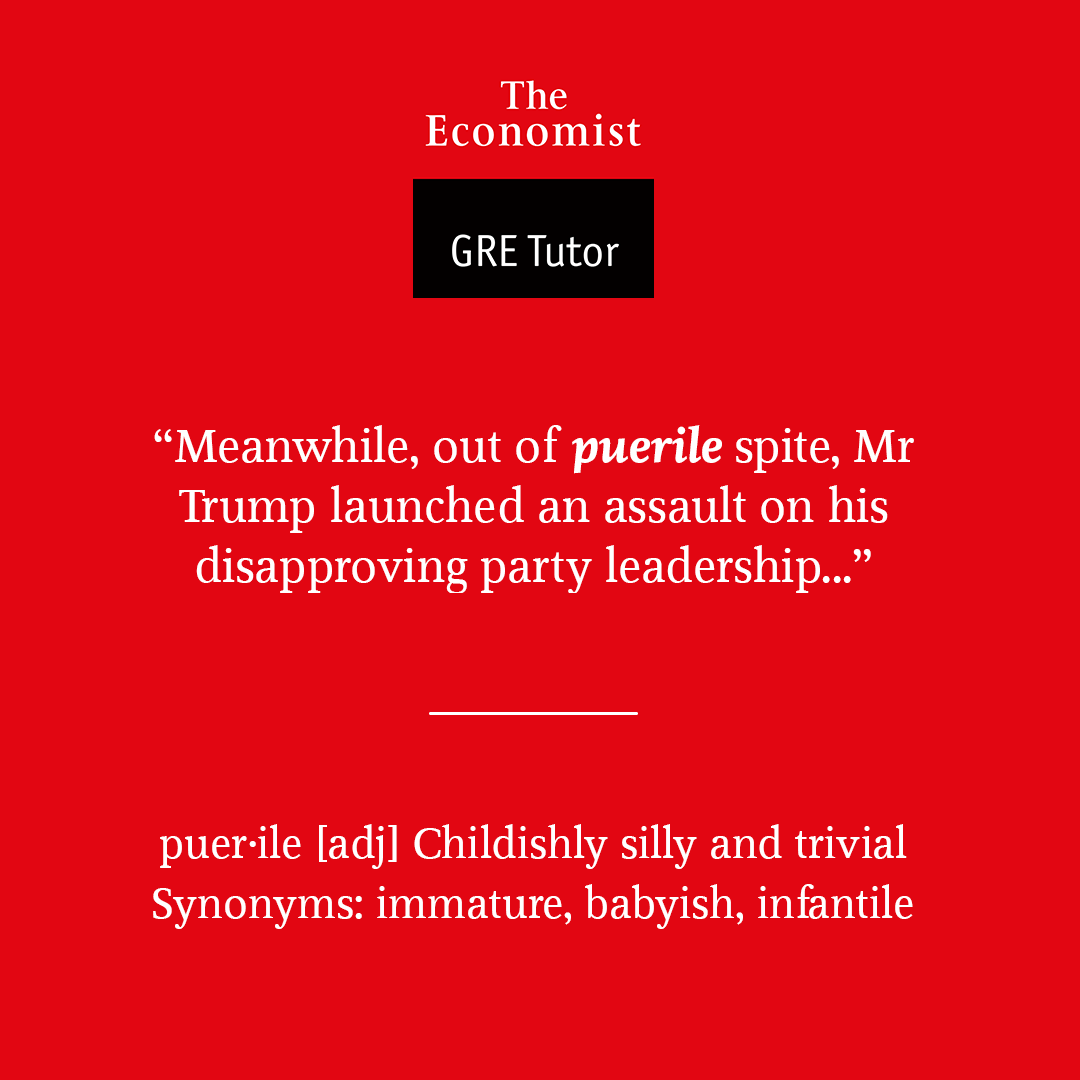 The
Economist
GRE Tutor
“Meanwhile, out of puerile spite, Mr
Trump launched an assault on his
disapproving party leadership...”
puer·ile [adj] Childishly silly and trivial
Synonyms: immature, babyish, infantile